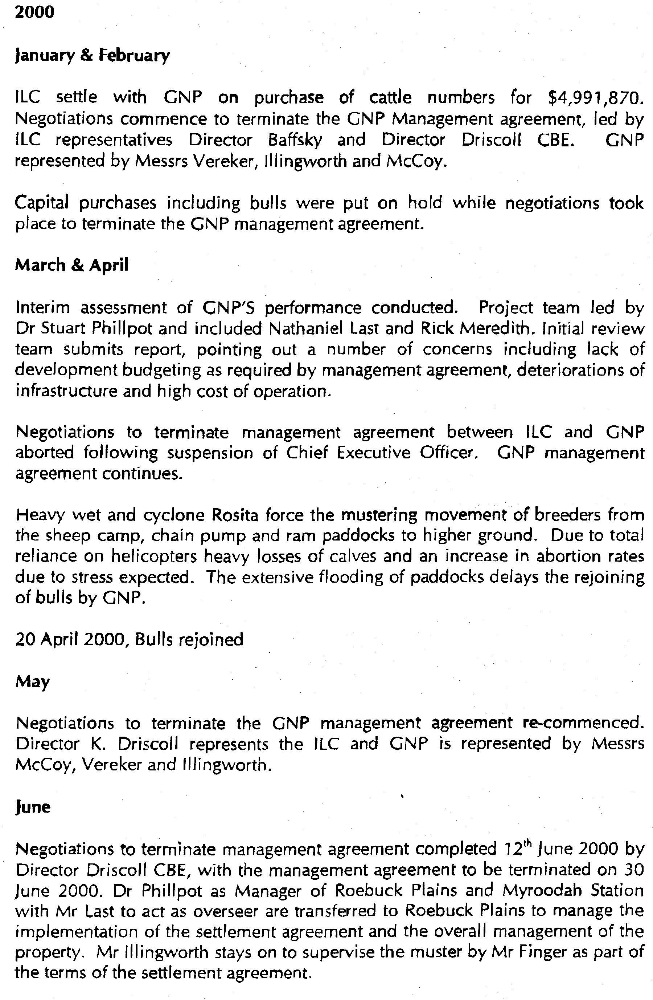 2000
January & February
ILC settle with GNP on purchase of cattle numbers for $4,991,870.
Negotiations commence to terminate the GNP Management agreement, led by
ILC representatives Director Baffsky and Director Driscoll CBE. GNP
represented by Messrs Vereker, Illingworth and McCoy.
Capital purchases including bulls were put on hold while negotiations took
place to terminate the GNP management agreement.
March & April
Interim assessment of GNP'S performance conducted. Project team led by
Dr Stuart Phillpot and included Nathaniel Last and Rick Meredith. Initial review
team submits report, pointing out a number of concerns including lack of
development budgeting as required by management agreement, deteriorations of
infrastructure and high cost of operation.
Negotiations to terminate management agreement between ILC and GNP
aborted following suspension of Chief Executive Officer. GNP management
agreement continues.
Heavy wet and cyclone Rosita force the mustering movement of breeders from
the sheep camp, chain pump and ram paddocks to higher ground. Due to total
reliance on helicopters heavy losses of calves and an increase in abortion rates
due to stress expected. The extensive flooding of paddocks delays the rejoining
of bulls by GNP.
20 April 2000, Bulls rejoined
May
Negotiations to terminate the GNP management agreement re-commenced.
Director K. Driscoll represents the ILC and GNP is represented by Messrs
McCoy, Vereker and Illingworth.
June
Negotiations to terminate management agreement completed 12th June 2000 by
Director Driscoll CBE, with the management agreement to be terminated on 30
June 2000. Dr Phillpot as Manager of Roebuck Plains and Myroodah Station
with Mr Last to act as overseer are transferred to Roebuck Plains to manage the
implementation of the settlement agreement and the overall management of the
property. Mr Illingworth stays on to supervise the muster by Mr Finger as part of
the terms of the settlement agreement.